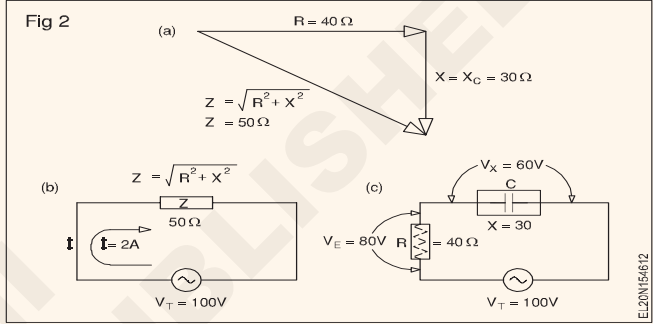 Fig 2
(a)
R = 40 Ω
X = X_C = 30 Ω
Z = √R² + X²
Z = 50 Ω
(b)
Z = √R² + X²
Z
50 Ω
t
t = 2A
V_T = 100V
(c)
V_X = 60V
C
X = 30
V_E = 80V
R
= 40 Ω
V_T = 100V
EL20N154612